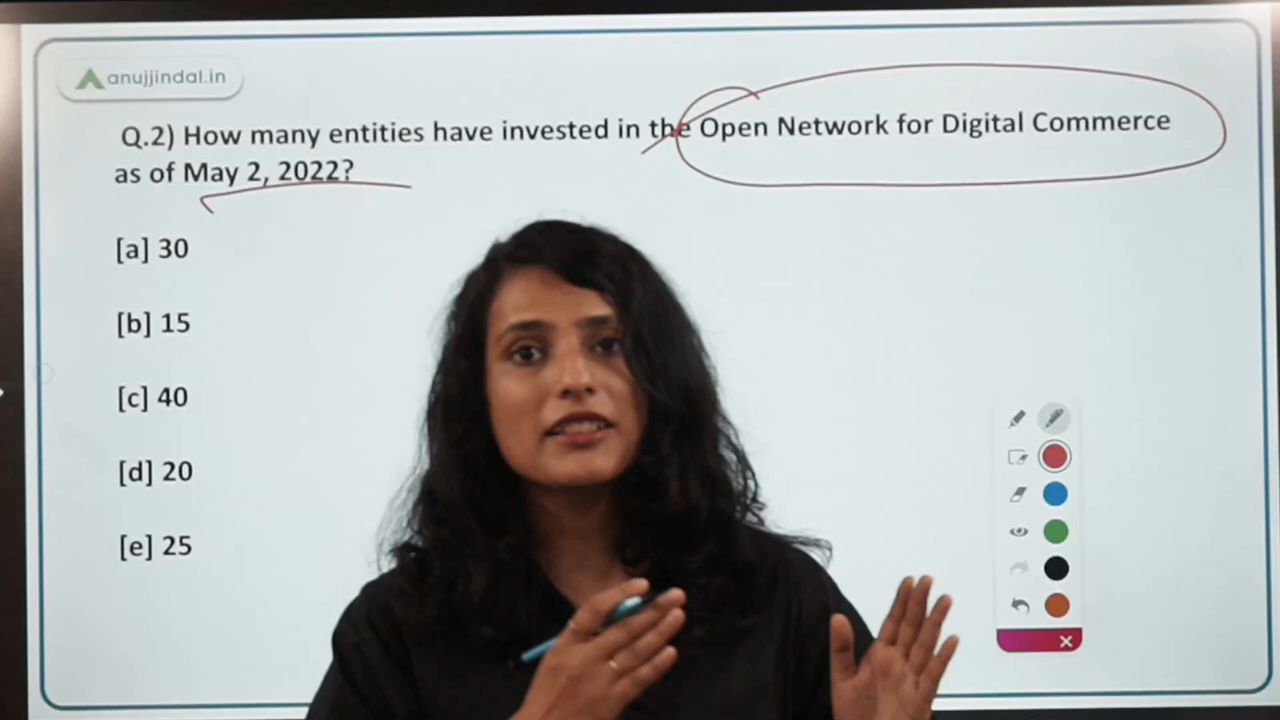 anujjindal.in
Q.2) How many entities have invested in the Open Network for Digital Commerce
as of May 2, 2022?
[a] 30
[b] 15
[c] 40
[d] 20
[e] 25